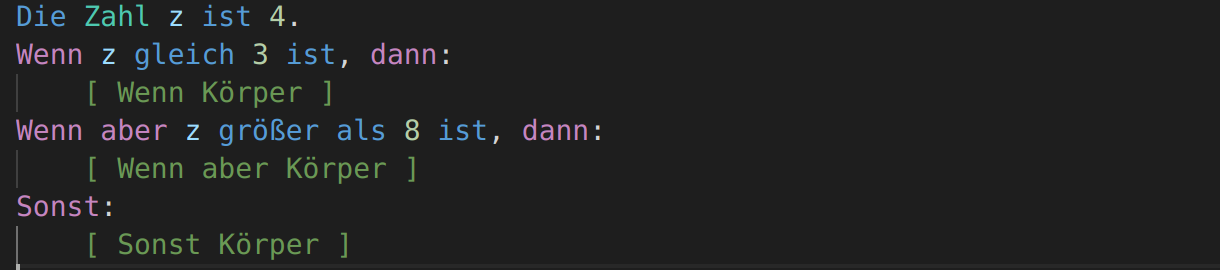 Die Zahl z ist 4.
Wenn z gleich 3 ist, dann:
[ Wenn Körper ]
Wenn aber z größer als 8 ist, dann:
[ Wenn aber Körper ]
Sonst:
[ Sonst Körper ]